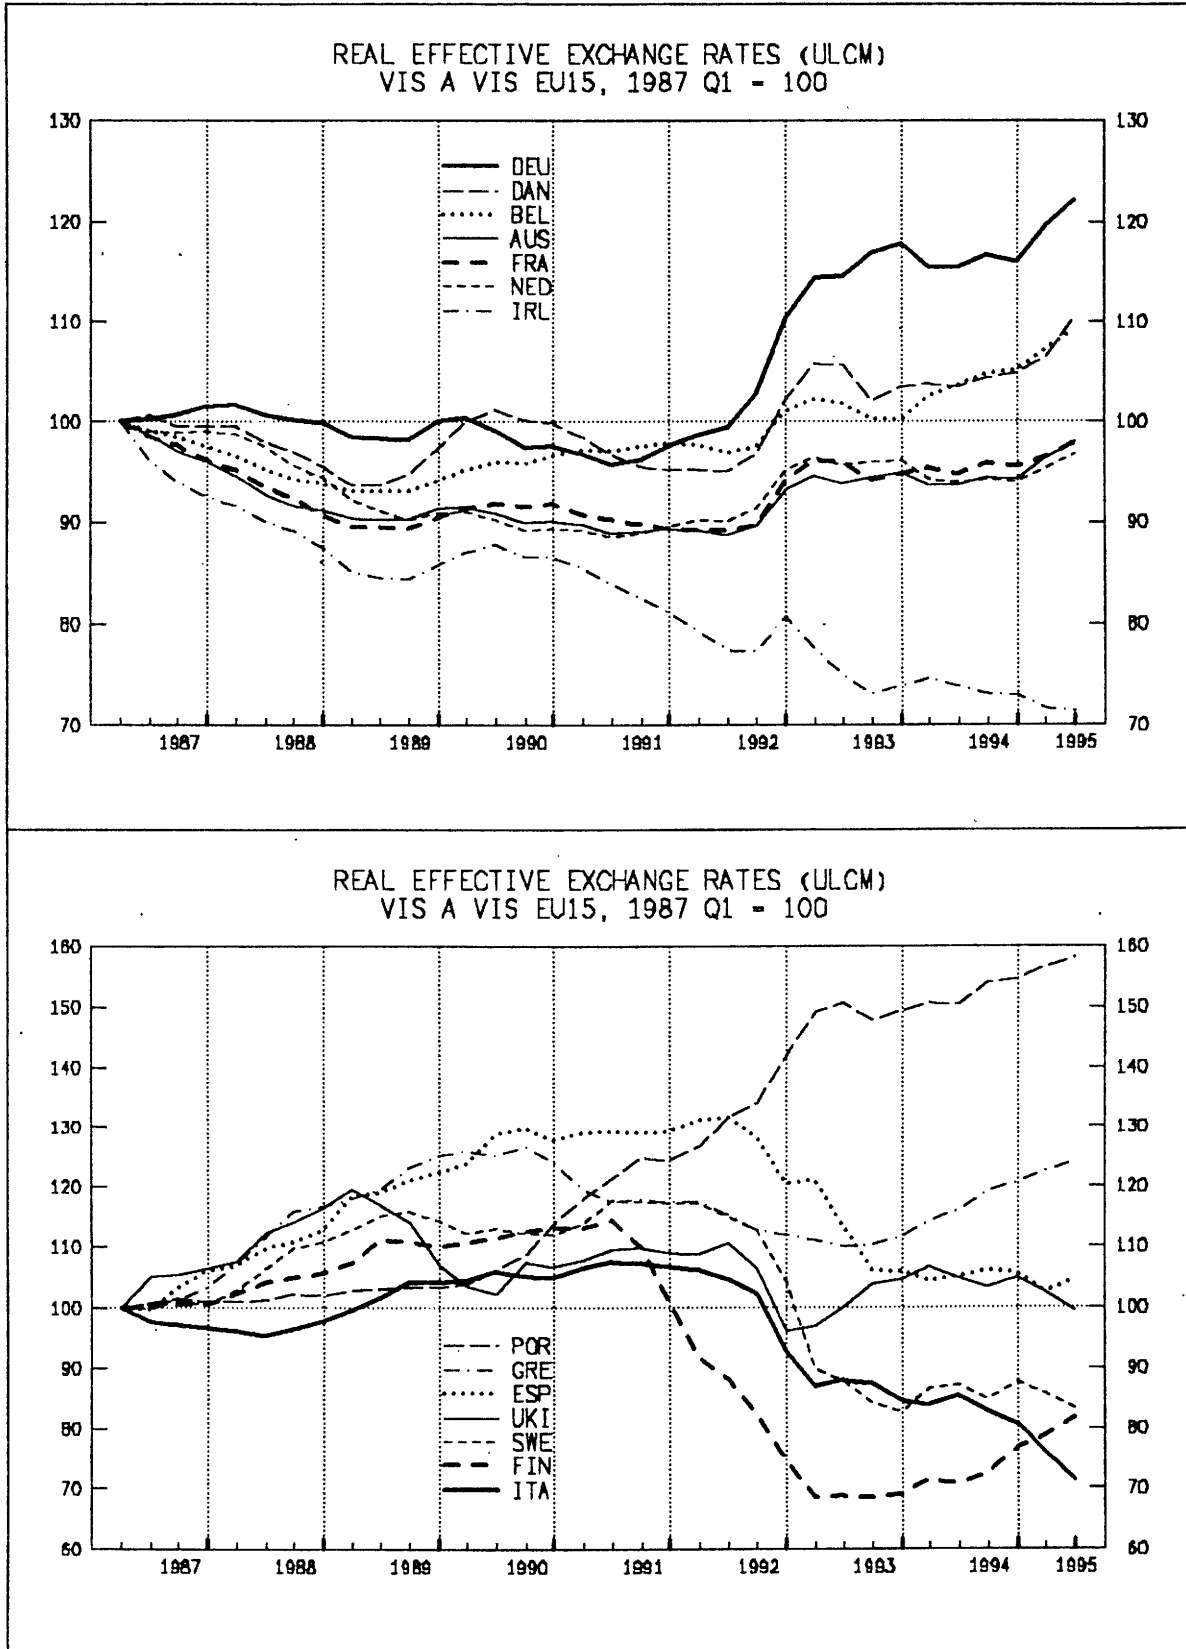 REAL EFFECTIVE EXCHANGE RATES (ULCM)
VIS A VIS EU15, 1987 Q1 = 100
130 130
DEU
DAN
BEL
AUS
FRA
NED
IRL
120 120
110 110
100 100
90 90
80 80
70 70
1987 1988 1989 1990 1991 1992 1993 1994 1995
REAL EFFECTIVE EXCHANGE RATES (ULCM)
VIS A VIS EU15, 1987 Q1 = 100
160 160
150 150
140 140
130 130
120 120
110 110
100 100
POR
GRE
ESP
UKI
SWE
FIN
ITA
90 90
80 80
70 70
60 60
1987 1988 1989 1990 1991 1992 1993 1994 1995